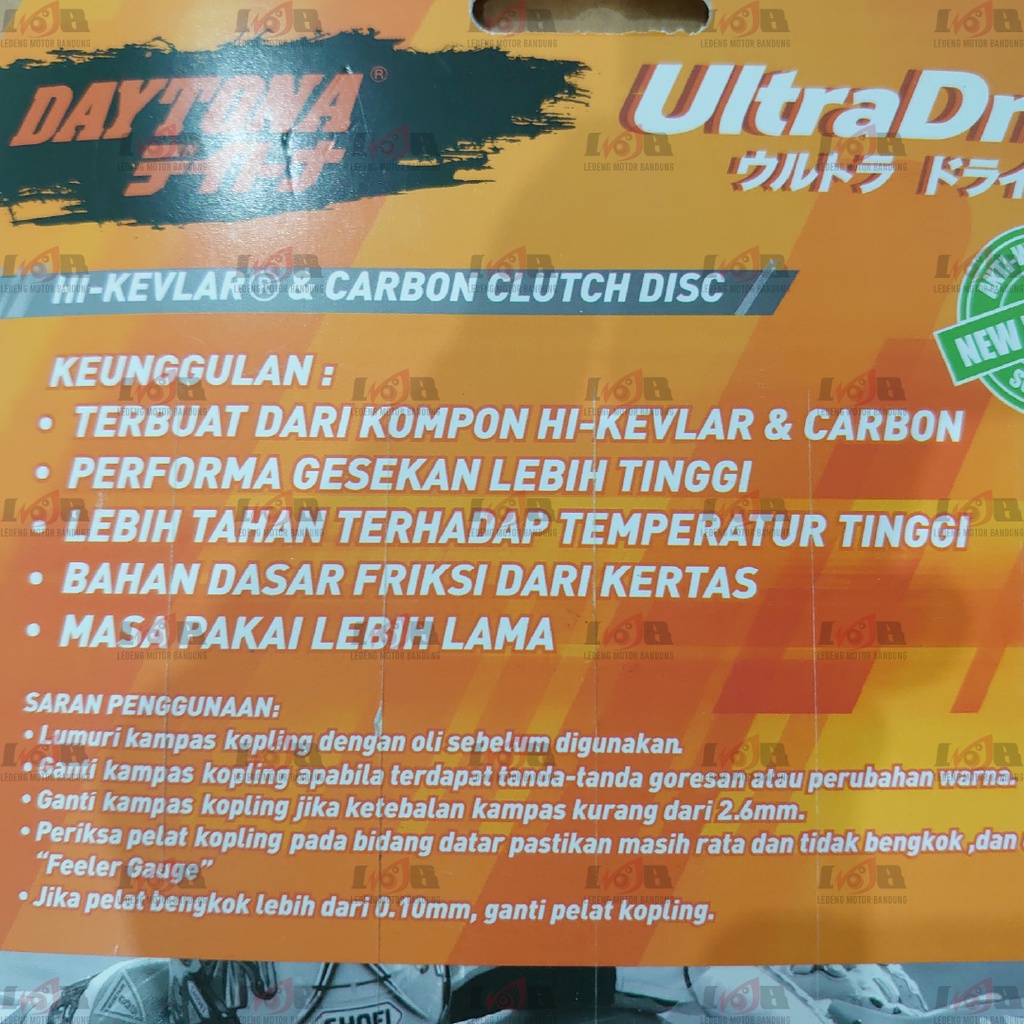 DAYTONA®
デイトナ
UltraDr
ウルトラ ドライ
HI-KEVLAR® & CARBON CLUTCH DISC
NEW
KEUNGGULAN :
• TERBUAT DARI KOMPON HI-KEVLAR & CARBON
• PERFORMA GESEKAN LEBIH TINGGI
• LEBIH TAHAN TERHADAP TEMPERATUR TINGGI
• BAHAN DASAR FRIKSI DARI KERTAS
• MASA PAKAI LEBIH LAMA
SARAN PENGGUNAAN:
• Lumuri kampas kopling dengan oli sebelum digunakan.
• Ganti kampas kopling apabila terdapat tanda-tanda goresan atau perubahan warna.
• Ganti kampas kopling jika ketebalan kampas kurang dari 2.6mm.
• Periksa pelat kopling pada bidang datar pastikan masih rata dan tidak bengkok ,dan
"Feeler Gauge"
• Jika pelat bengkok lebih dari 0.10mm, ganti pelat kopling.
SHOEI
LEDENG MOTOR BANDUNG